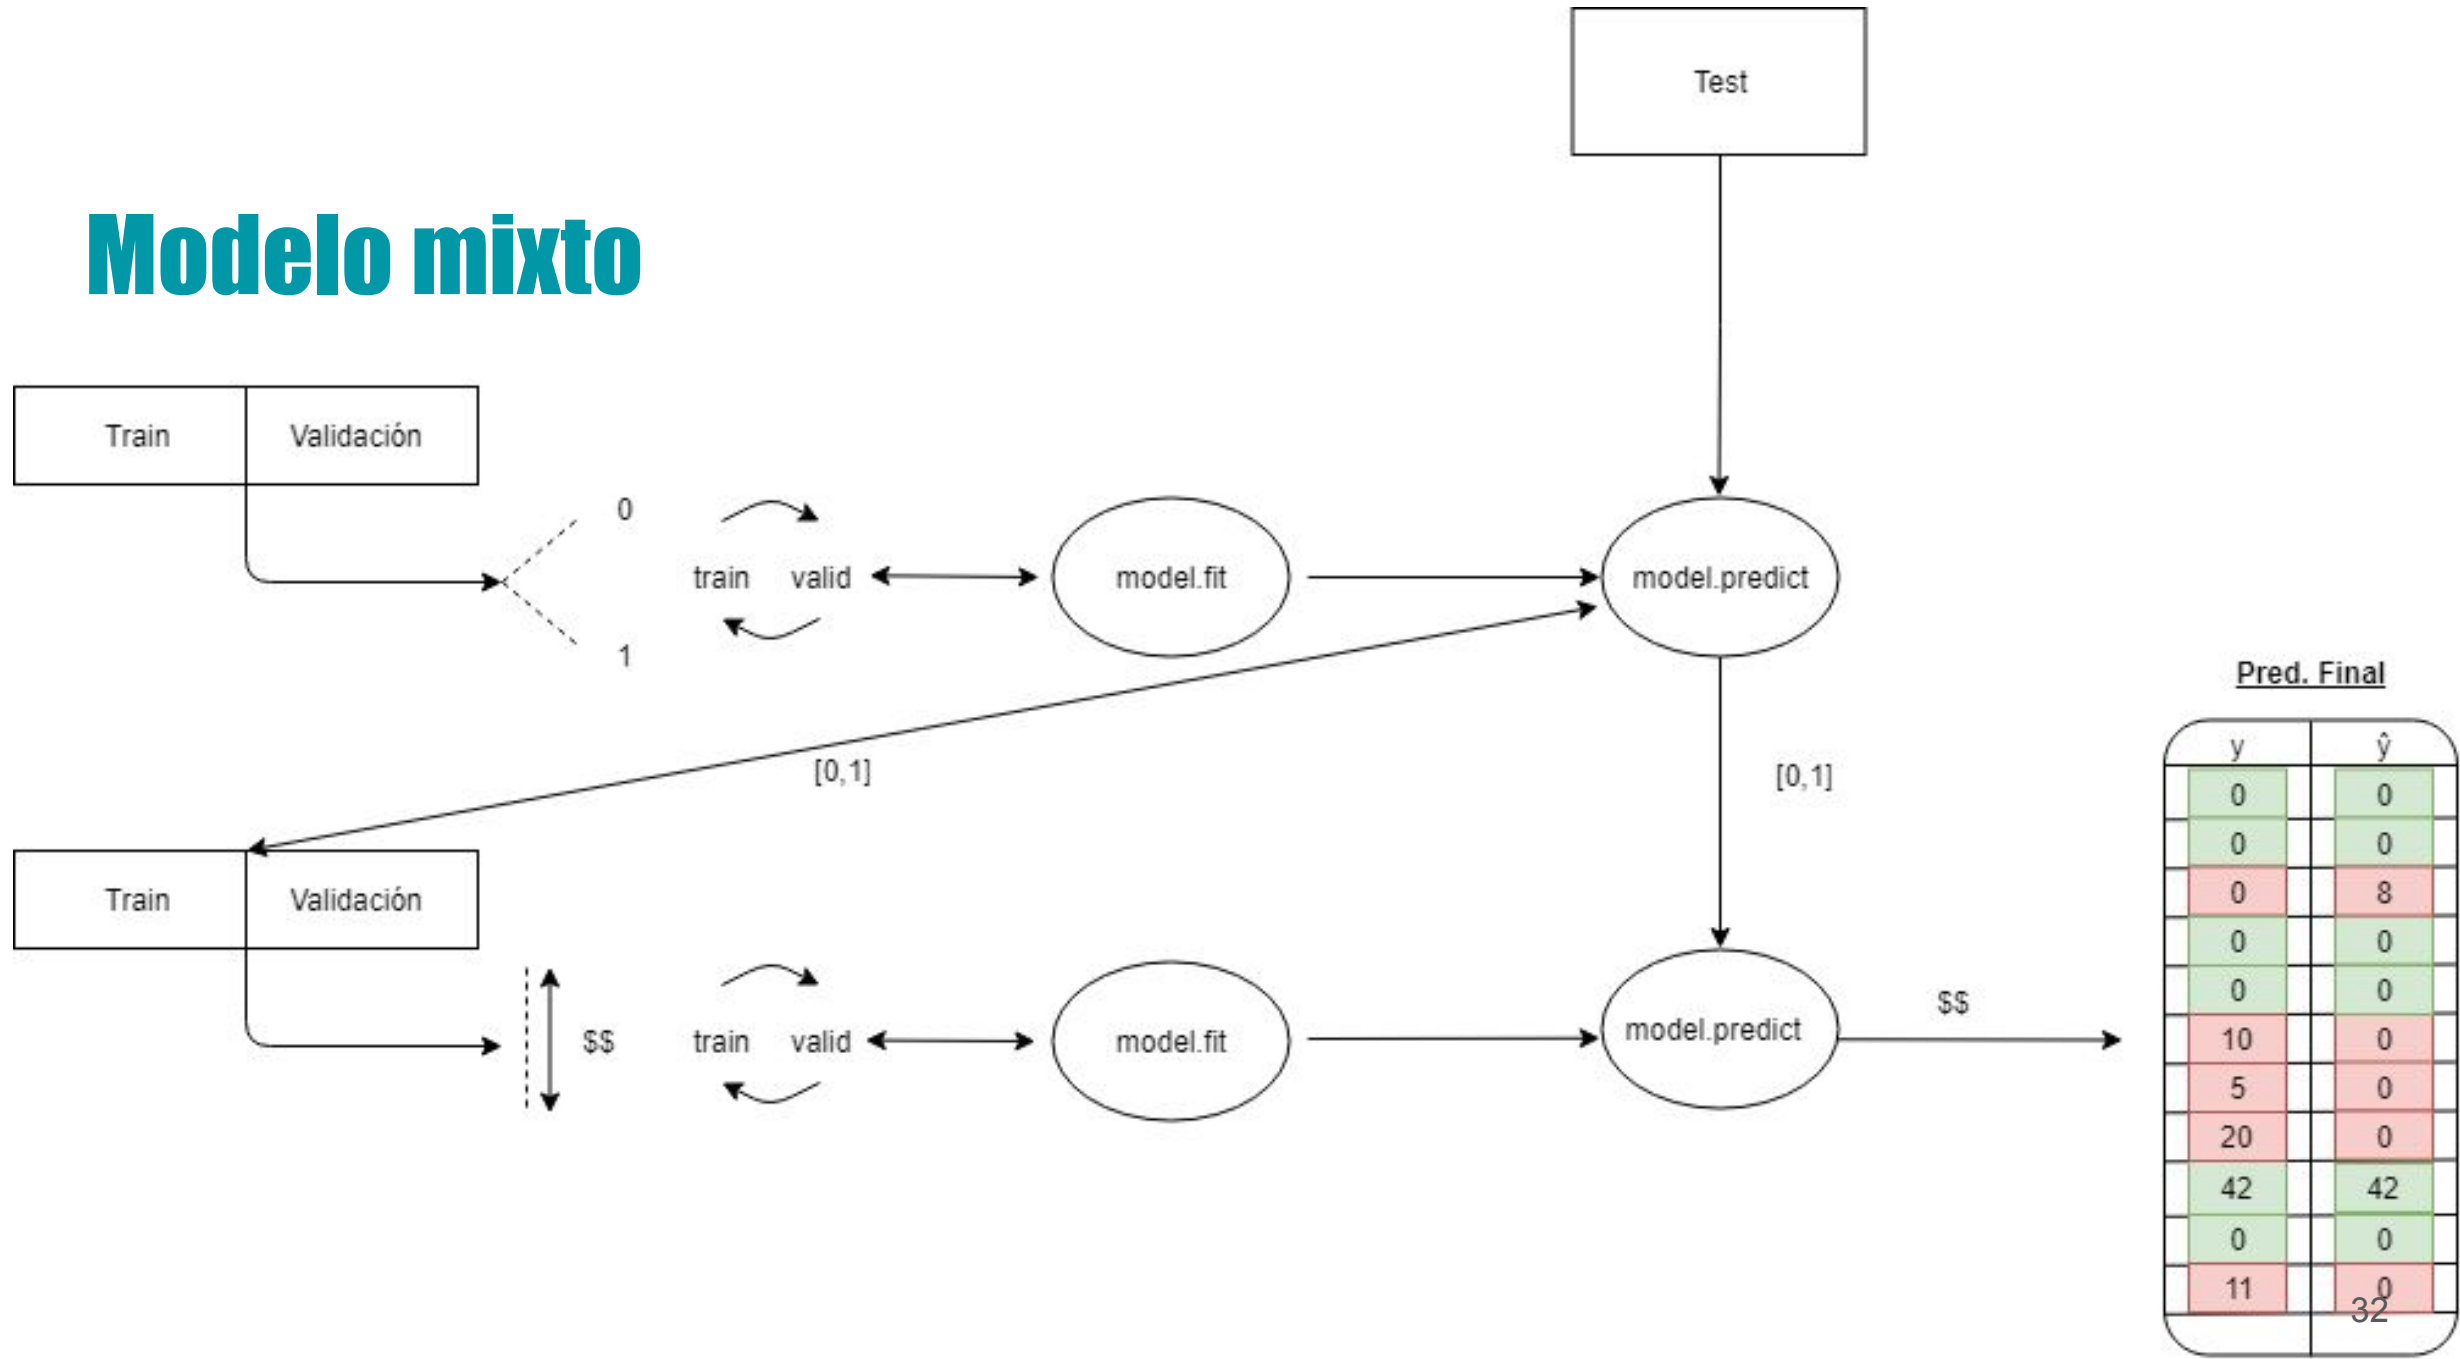 Test
Modelo mixto
Train Validación
0
train valid model.fit model.predict
1
Pred. Final
[0,1] [0,1]
y ŷ
0 0
0 0
Train Validación
0 8
0 0
0 0
$$
$$ train valid model.fit model.predict
10 0
5 0
20 0
42 42
0 0
11 0
32